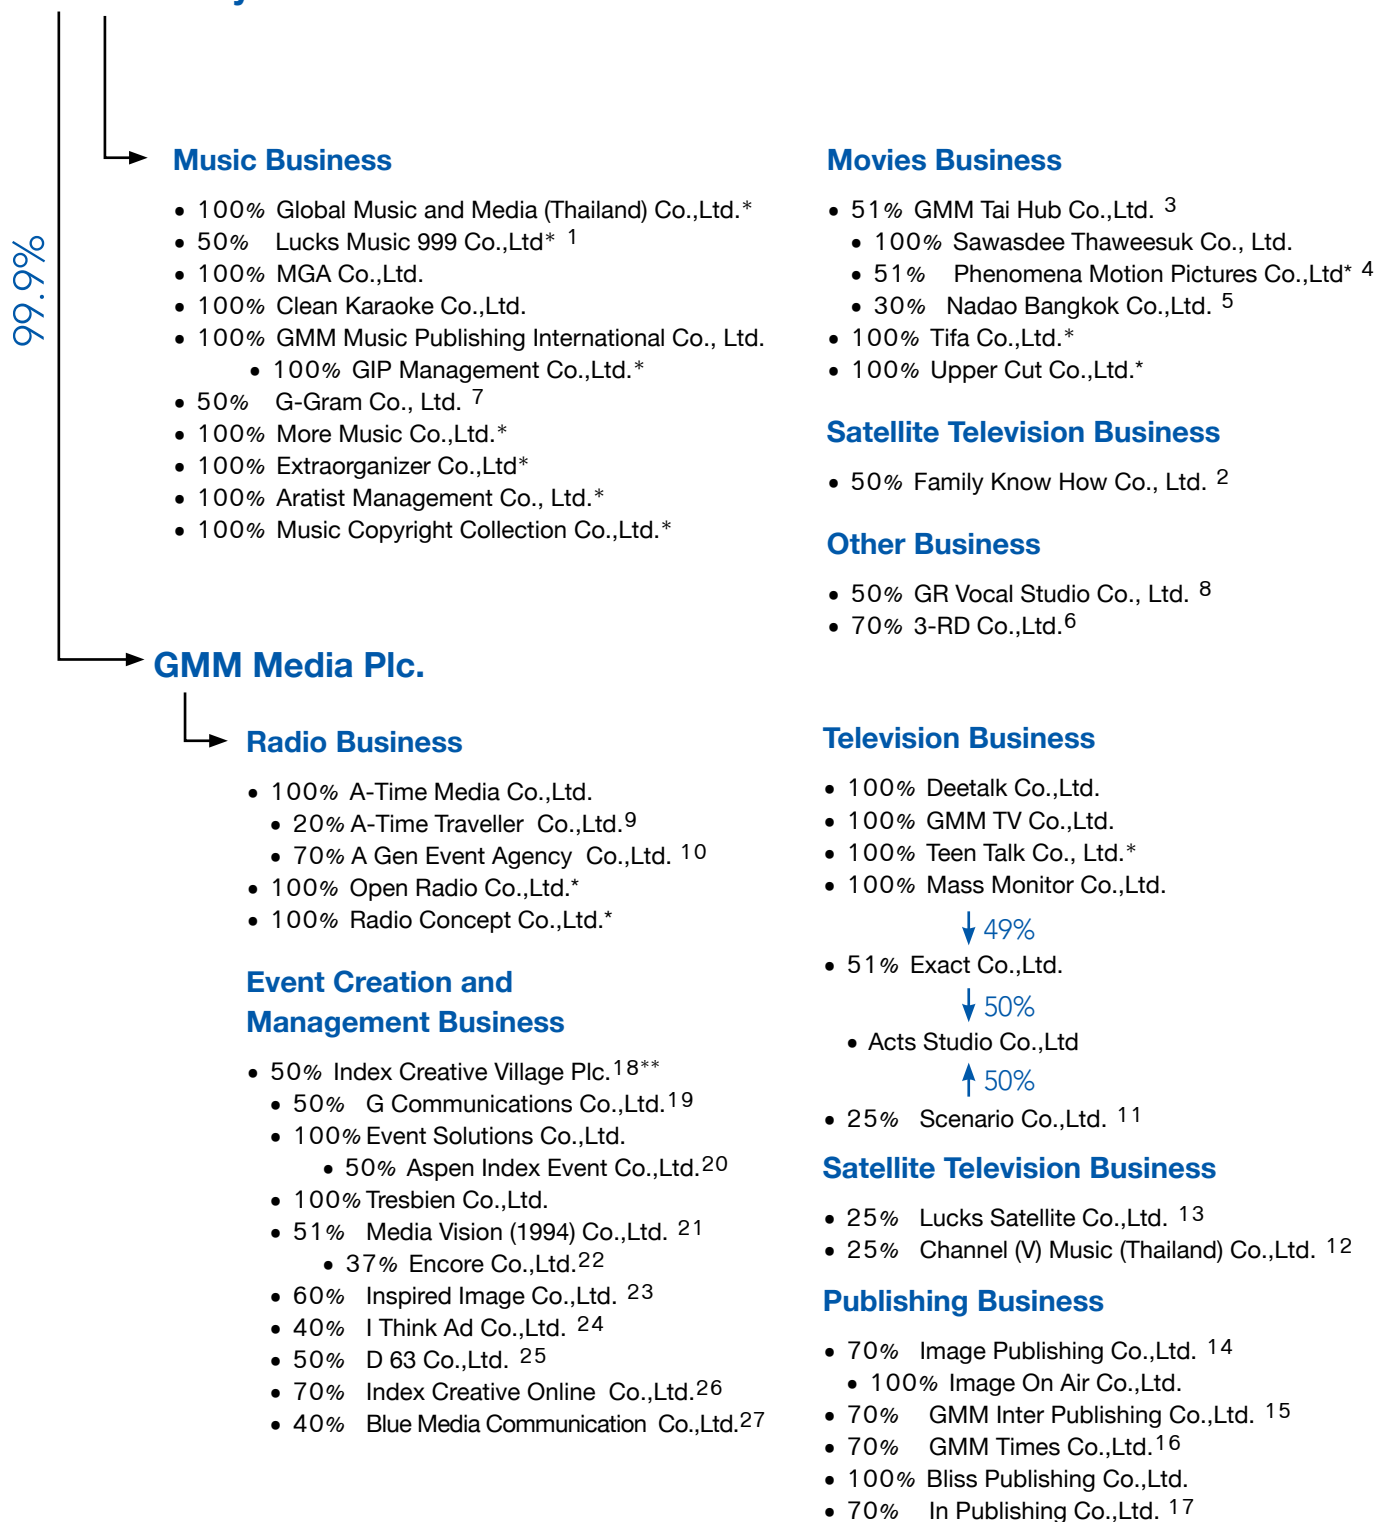 99.9%
Music Business
• 100% Global Music and Media (Thailand) Co.,Ltd.*
• 50% Lucks Music 999 Co.,Ltd* 1
• 100% MGA Co.,Ltd.
• 100% Clean Karaoke Co.,Ltd.
• 100% GMM Music Publishing International Co., Ltd.
• 100% GIP Management Co.,Ltd.*
• 50% G-Gram Co., Ltd. 7
• 100% More Music Co.,Ltd.*
• 100% Extraorganizer Co.,Ltd*
• 100% Aratist Management Co., Ltd.*
• 100% Music Copyright Collection Co.,Ltd.*
Movies Business
• 51% GMM Tai Hub Co.,Ltd. 3
• 100% Sawasdee Thaweesuk Co., Ltd.
• 51% Phenomena Motion Pictures Co.,Ltd* 4
• 30% Nadao Bangkok Co.,Ltd. 5
• 100% Tifa Co.,Ltd.*
• 100% Upper Cut Co.,Ltd.*
Satellite Television Business
• 50% Family Know How Co., Ltd. 2
Other Business
• 50% GR Vocal Studio Co., Ltd. 8
• 70% 3-RD Co.,Ltd.6
GMM Media Plc.
Radio Business
• 100% A-Time Media Co.,Ltd.
• 20% A-Time Traveller Co.,Ltd.9
• 70% A Gen Event Agency Co.,Ltd. 10
• 100% Open Radio Co.,Ltd.*
• 100% Radio Concept Co.,Ltd.*
Event Creation and
Management Business
• 50% Index Creative Village Plc.18**
• 50% G Communications Co.,Ltd.19
• 100% Event Solutions Co.,Ltd.
• 50% Aspen Index Event Co.,Ltd.20
• 100% Tresbien Co.,Ltd.
• 51% Media Vision (1994) Co.,Ltd. 21
• 37% Encore Co.,Ltd.22
• 60% Inspired Image Co.,Ltd. 23
• 40% I Think Ad Co.,Ltd. 24
• 50% D 63 Co.,Ltd. 25
• 70% Index Creative Online Co.,Ltd.26
• 40% Blue Media Communication Co.,Ltd.27
Television Business
• 100% Deetalk Co.,Ltd.
• 100% GMM TV Co.,Ltd.
• 100% Teen Talk Co., Ltd.*
• 100% Mass Monitor Co.,Ltd.
49%
• 51% Exact Co.,Ltd.
50%
• Acts Studio Co.,Ltd
50%
• 25% Scenario Co.,Ltd. 11
Satellite Television Business
• 25% Lucks Satellite Co.,Ltd. 13
• 25% Channel (V) Music (Thailand) Co.,Ltd. 12
Publishing Business
• 70% Image Publishing Co.,Ltd. 14
• 100% Image On Air Co.,Ltd.
• 70% GMM Inter Publishing Co.,Ltd. 15
• 70% GMM Times Co.,Ltd.16
• 100% Bliss Publishing Co.,Ltd.
• 70% In Publishing Co.,Ltd. 17